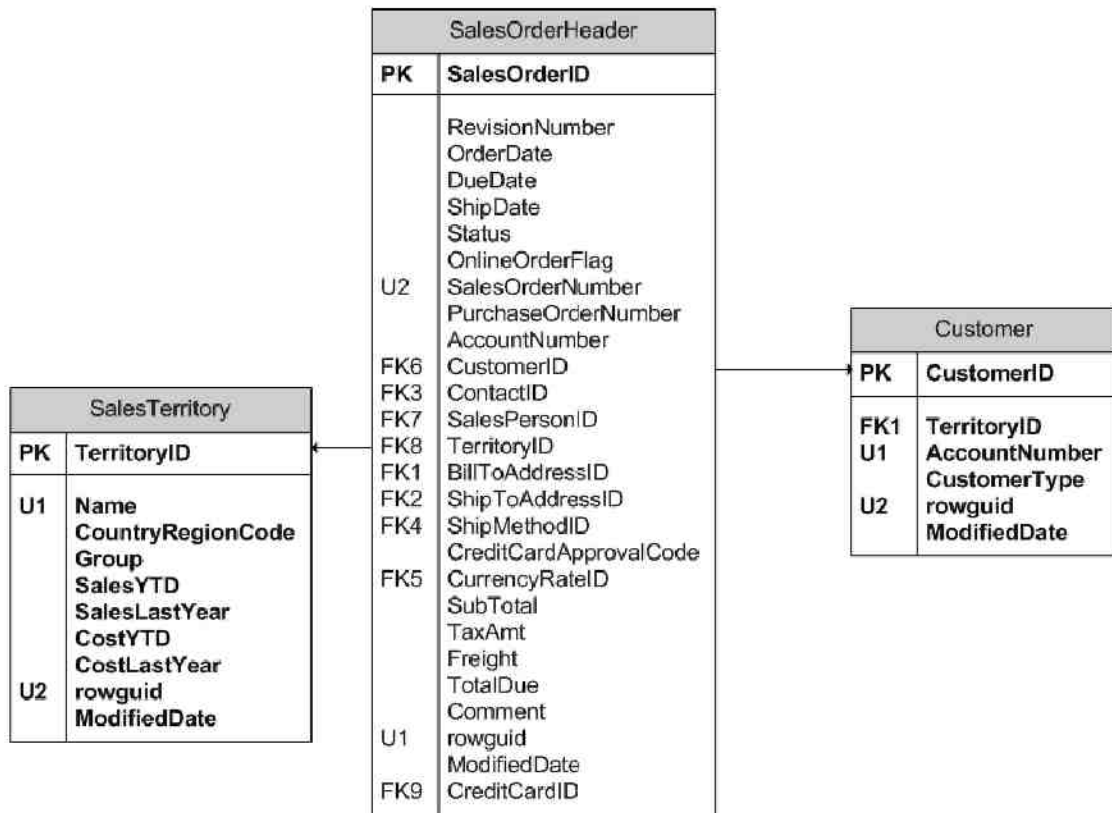 SalesOrderHeader
PK SalesOrderID
RevisionNumber
OrderDate
DueDate
ShipDate
Status
OnlineOrderFlag
U2 SalesOrderNumber
PurchaseOrderNumber
AccountNumber
FK6 CustomerID
FK3 ContactID
FK7 SalesPersonID
FK8 TerritoryID
FK1 BillToAddressID
FK2 ShipToAddressID
FK4 ShipMethodID
CreditCardApprovalCode
FK5 CurrencyRateID
SubTotal
TaxAmt
Freight
TotalDue
Comment
U1 rowguid
ModifiedDate
FK9 CreditCardID
SalesTerritory
PK TerritoryID
U1 Name
CountryRegionCode
Group
SalesYTD
SalesLastYear
CostYTD
CostLastYear
U2 rowguid
ModifiedDate
Customer
PK CustomerID
FK1 TerritoryID
U1 AccountNumber
CustomerType
U2 rowguid
ModifiedDate